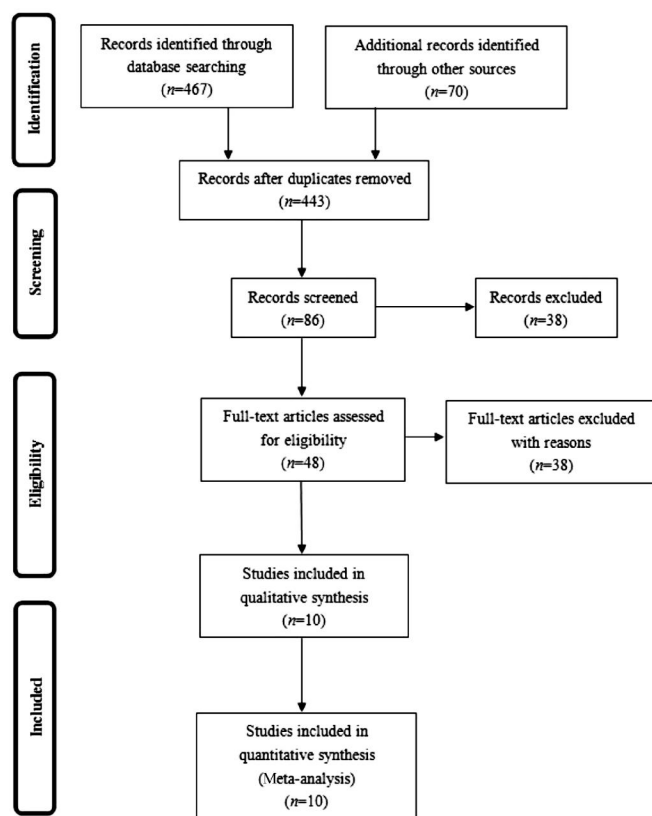 Identification
Records identified through
database searching
(n=467)
Additional records identified
through other sources
(n=70)
Records after duplicates removed
(n=443)
Screening
Records screened
(n=86)
Records excluded
(n=38)
Eligibility
Full-text articles assessed
for eligibility
(n=48)
Full-text articles excluded
with reasons
(n=38)
Studies included in
qualitative synthesis
(n=10)
Included
Studies included in
quantitative synthesis
(Meta-analysis)
(n=10)